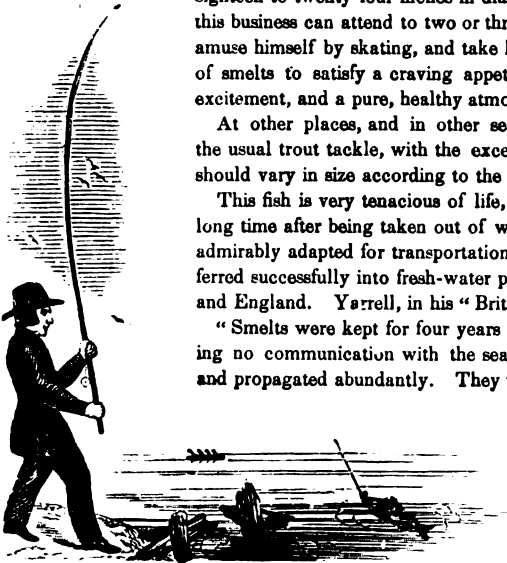 this business can attend to two or thr
amuse himself by skating, and take
of smelts to satisfy a craving appet
excitement, and a pure, healthy atmo
At other places, and in other se
the usual trout tackle, with the exce
should vary in size according to the
This fish is very tenacious of life,
long time after being taken out of w
admirably adapted for transportation
ferred successfully into fresh-water p
and England. Yarrell, in his “ Brit
“ Smelts were kept for four years
ing no communication with the sea
and propagated abundantly. They